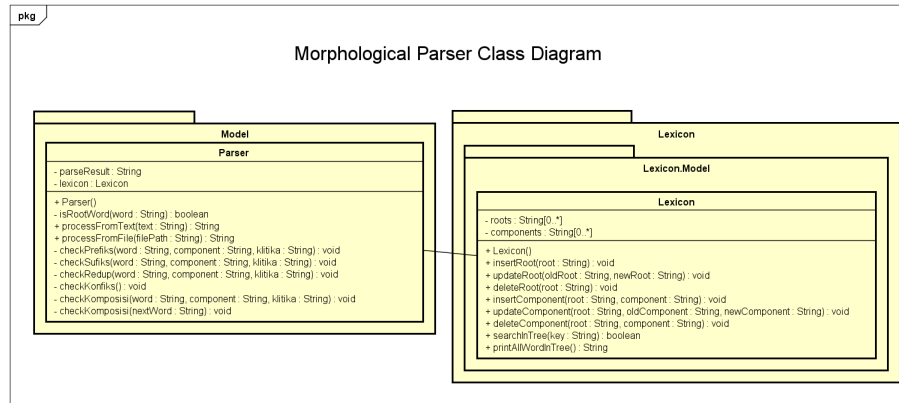 pkg
Morphological Parser Class Diagram
Model
Parser
- parseResult : String
- lexicon : Lexicon
+ Parser()
- isRootWord(word : String) : boolean
+ processFromText(text : String) : String
+ processFromFile(filePath : String) : String
- checkPrefiks(word : String, component : String, klitika : String) : void
- checkSufiks(word : String, component : String, klitika : String) : void
- checkRedup(word : String, component : String, klitika : String) : void
- checkKonfiks() : void
- checkKomposisi(word : String, component : String, klitika : String) : void
- checkKomposisi(nextWord : String) : void
Lexicon
Lexicon.Model
Lexicon
- roots : String[0..*]
- components : String[0..*]
+ Lexicon()
+ insertRoot(root : String) : void
+ updateRoot(oldRoot : String, newRoot : String) : void
+ deleteRoot(root : String) : void
+ insertComponent(root : String, component : String) : void
+ updateComponent(root : String, oldComponent : String, newComponent : String) : void
+ deleteComponent(root : String, component : String) : void
+ searchInTree(key : String) : boolean
+ printAllWordInTree() : String